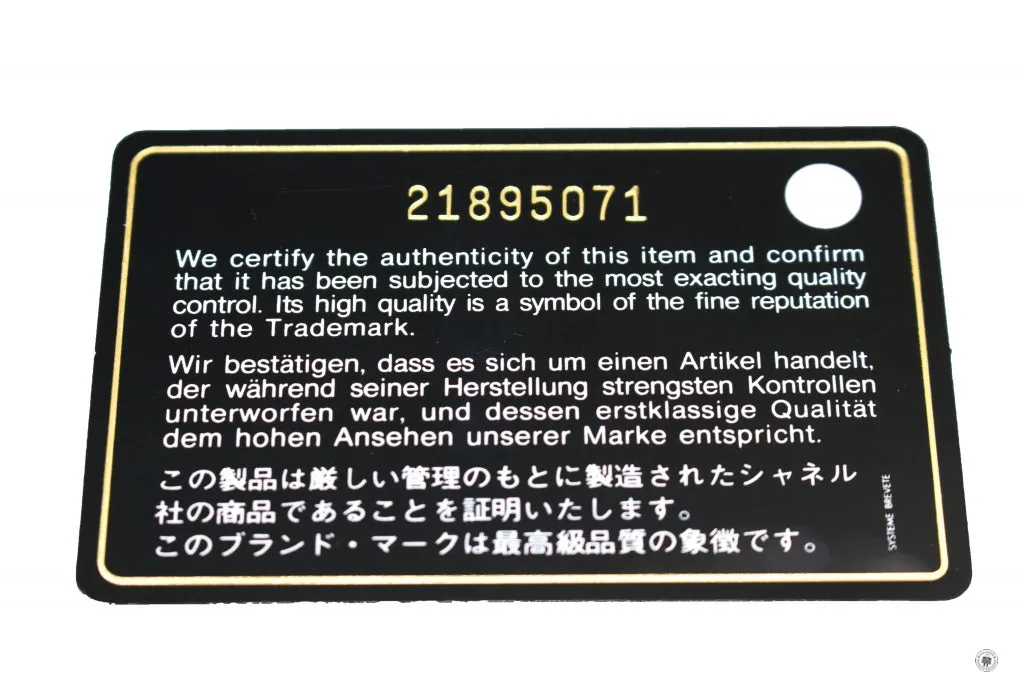 21895071
We certify the authenticity of this item and confirm
that it has been subjected to the most exacting quality
control. Its high quality is a symbol of the fine reputation
of the Trademark.
Wir bestätigen, dass es sich um einen Artikel handelt,
der während seiner Herstellung strengsten Kontrollen
unterworfen war, und dessen erstklassige Qualität
dem hohen Ansehen unserer Marke entspricht.
この製品は厳しい管理のもとに製造されたシャネル
社の商品であることを証明いたします。
このブランド・マークは最高級品質の象徴です。
SYSTEME BREVETE